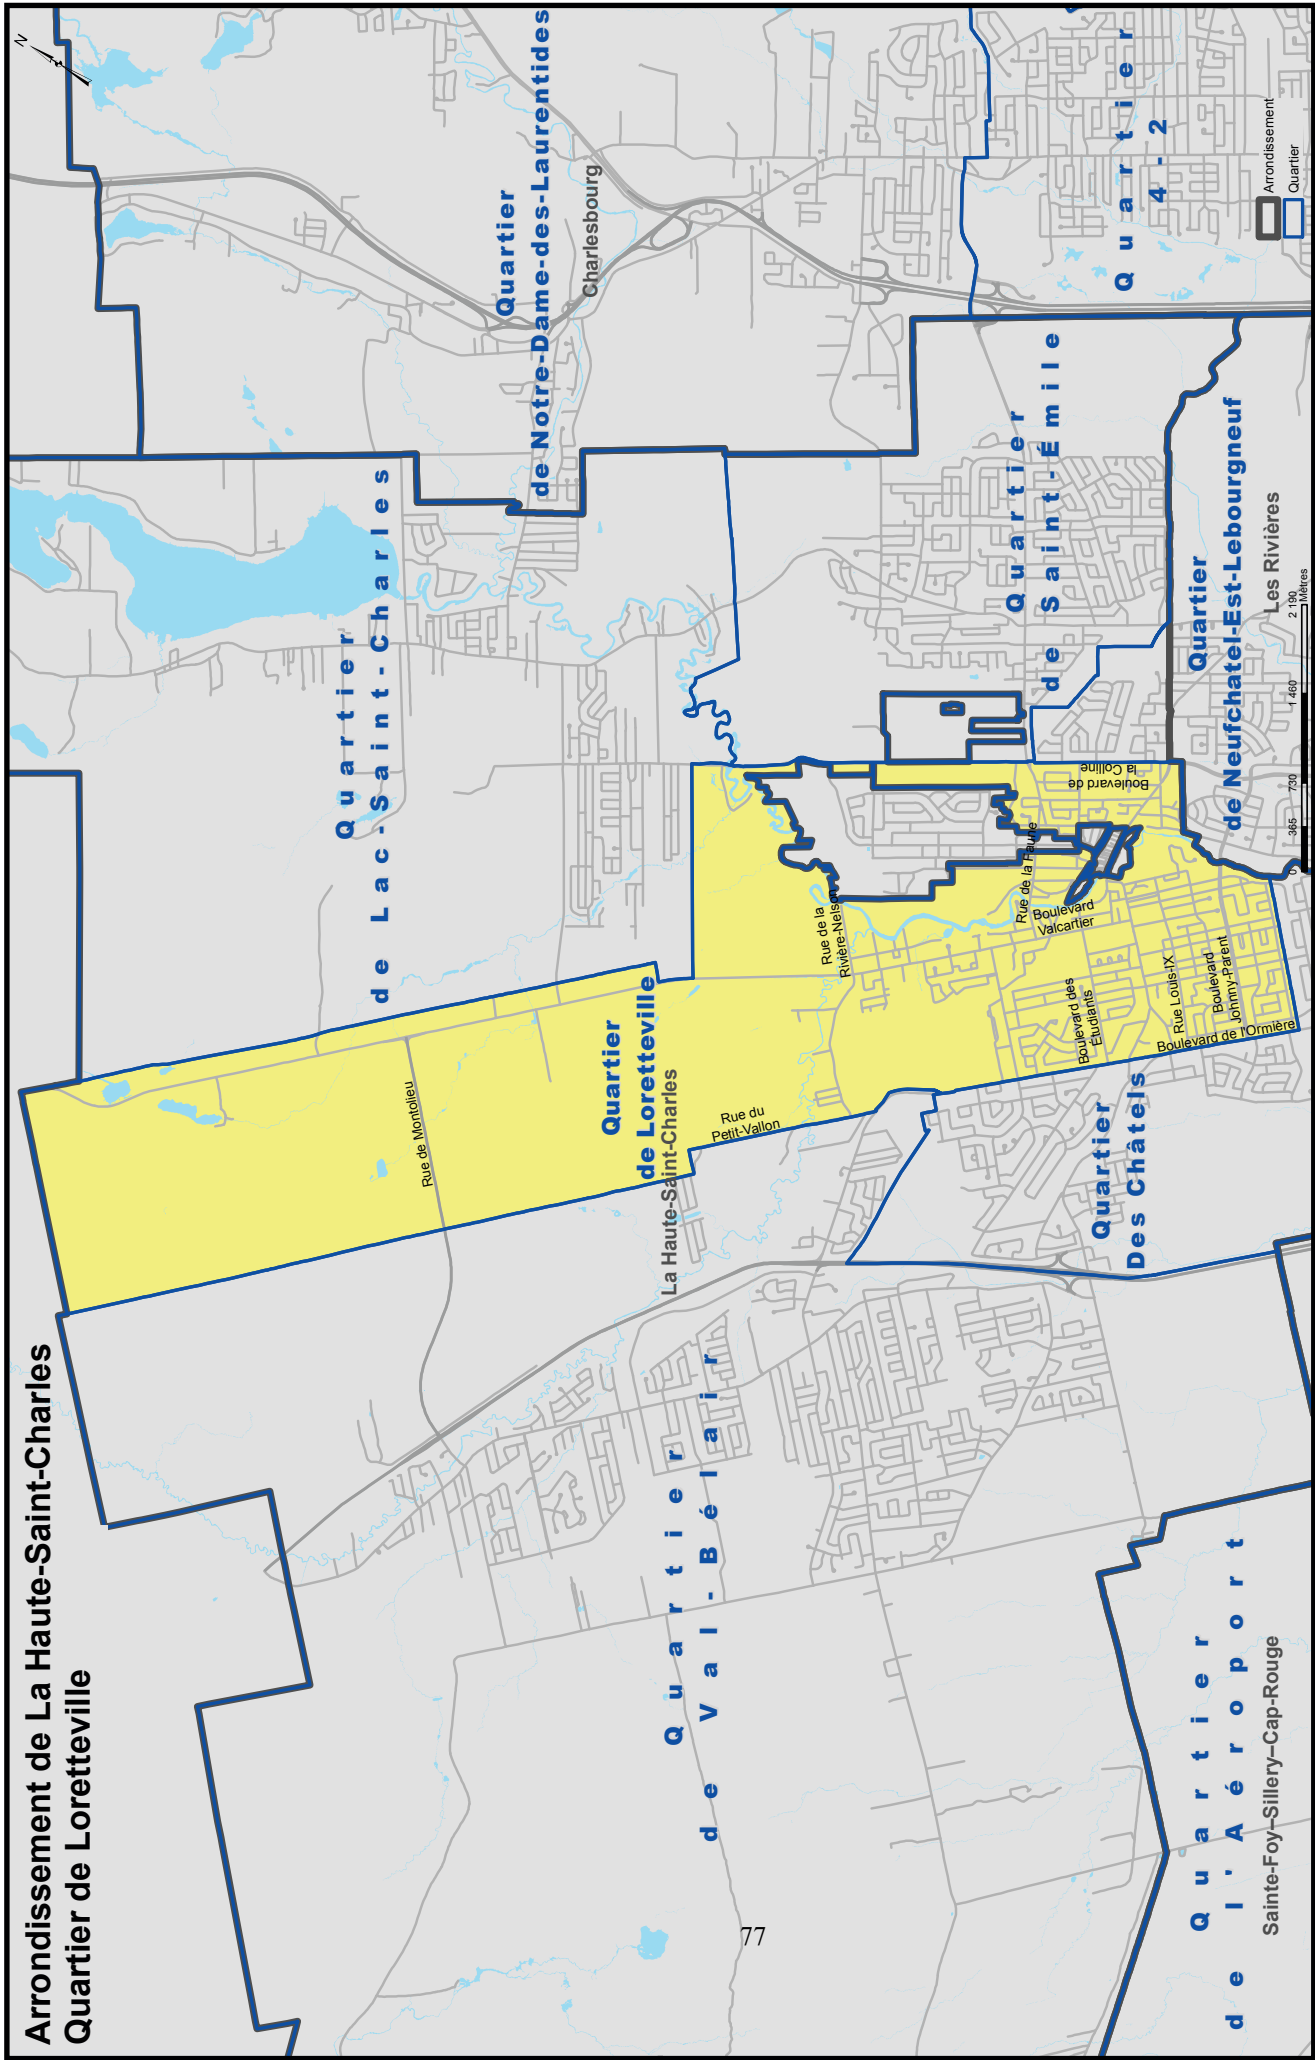 Arrondissement de La Haute-Saint-Charles
Quartier de Loretteville
N
Quartier
de Notre-Dame-des-Laurentides
Charlesbourg
Quartier
de Lac-Saint-Charles
Quartier
4-2
Quartier
de Saint-Émile
Quartier
de Neufchatel-Est-Lebourgneuf
Les Rivières
Quartier
de Loretteville
La Haute-Saint-Charles
Rue de Montolieu
Rue du
Petit-Vallon
Rue de la
Rivière-Nelson
Rue de la Faune
Boulevard
Valcartier
Boulevard de
la Colline
Boulevard des
Étudiants
Rue Louis-IX
Boulevard
Johnny-Parent
Boulevard de l'Ormière
Quartier
Des Châtels
Quartier
de Val-Bélair
Quartier
de l'Aéroport
Sainte-Foy–Sillery–Cap-Rouge
Arrondissement
Quartier
0 365 730 1 460 2 190
Mètres
77